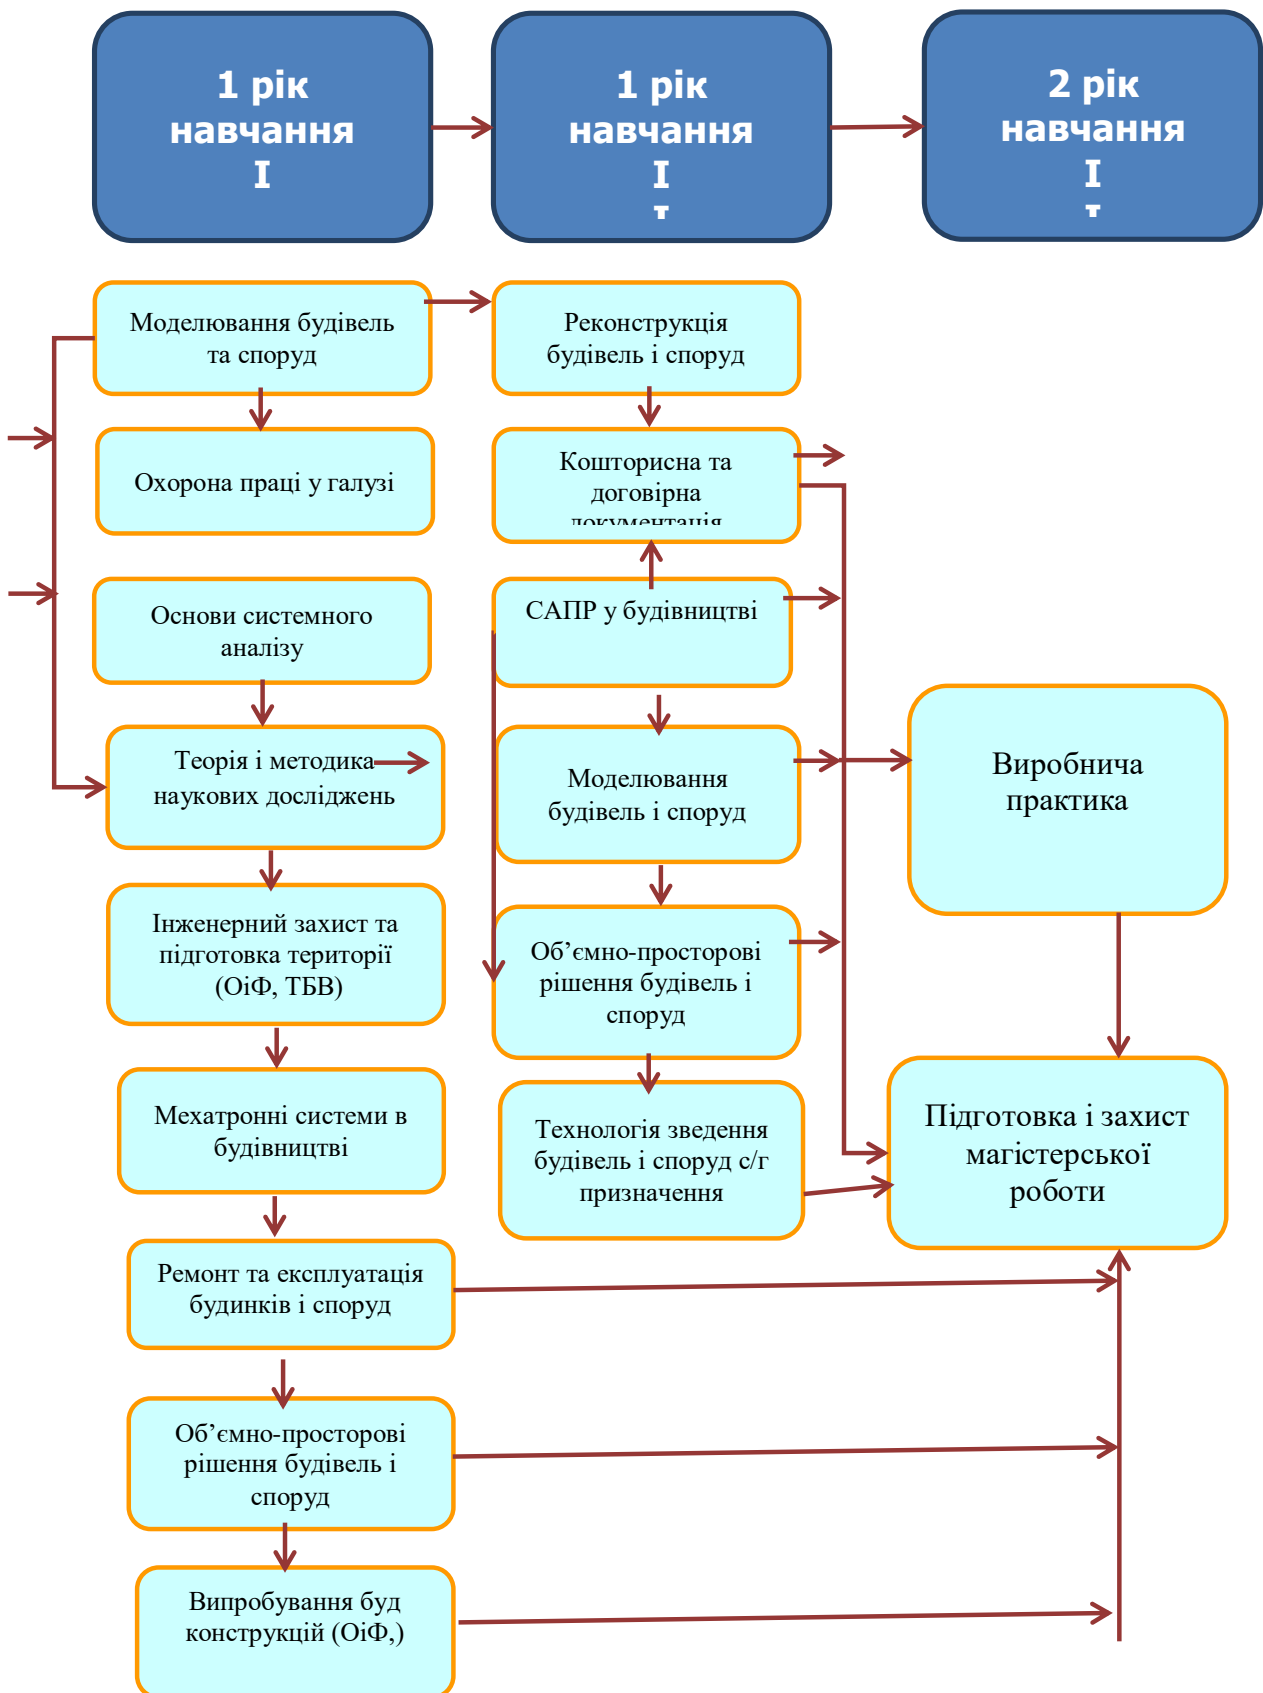 1 рік
навчання
І
1 рік
навчання
І
2 рік
навчання
І
Моделювання будівель
та споруд
Охорона праці у галузі
Основи системного
аналізу
Теорія і методика
наукових досліджень
Інженерний захист та
підготовка території
(ОіФ, ТБВ)
Мехатронні системи в
будівництві
Ремонт та експлуатація
будинків і споруд
Об’ємно-просторові
рішення будівель і
споруд
Випробування буд
конструкцій (ОіФ,)
Реконструкція
будівель і споруд
Кошторисна та
договірна
документація
САПР у будівництві
Моделювання
будівель і споруд
Об’ємно-просторові
рішення будівель і
споруд
Технологія зведення
будівель і споруд с/г
призначення
Виробнича
практика
Підготовка і захист
магістерської
роботи